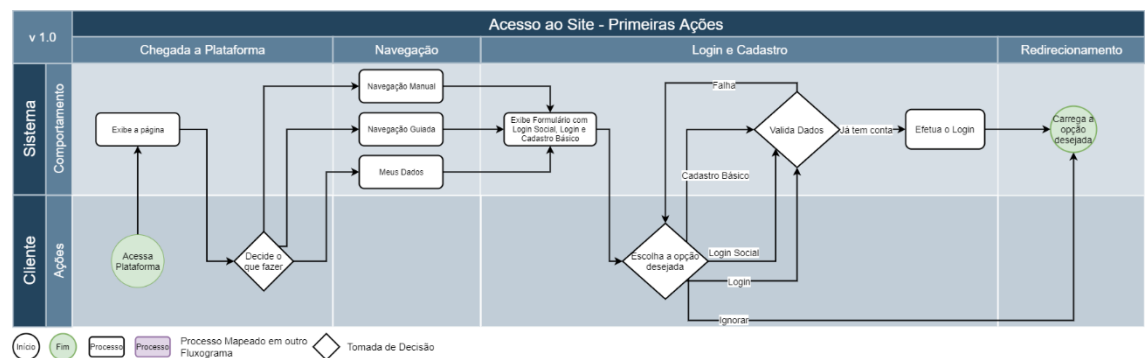 v 1.0
Acesso ao Site - Primeiras Ações
Chegada a Plataforma
Navegação
Login e Cadastro
Redirecionamento
Sistema
Comportamento
Exibe a página
Navegação Manual
Navegação Guiada
Meus Dados
Exibe Formulário com
Login Social, Login e
Cadastro Básico
Falha
Valida Dados
Já tem conta
Efetua o Login
Carrega a
opção
desejada
Cadastro Básico
Cliente
Ações
Acessa
Plataforma
Decide o
que fazer
Escolha a opção
desejada
Login Social
Login
Ignorar
Início
Fim
Processo
Processo
Processo Mapeado em outro
Fluxograma
Tomada de Decisão